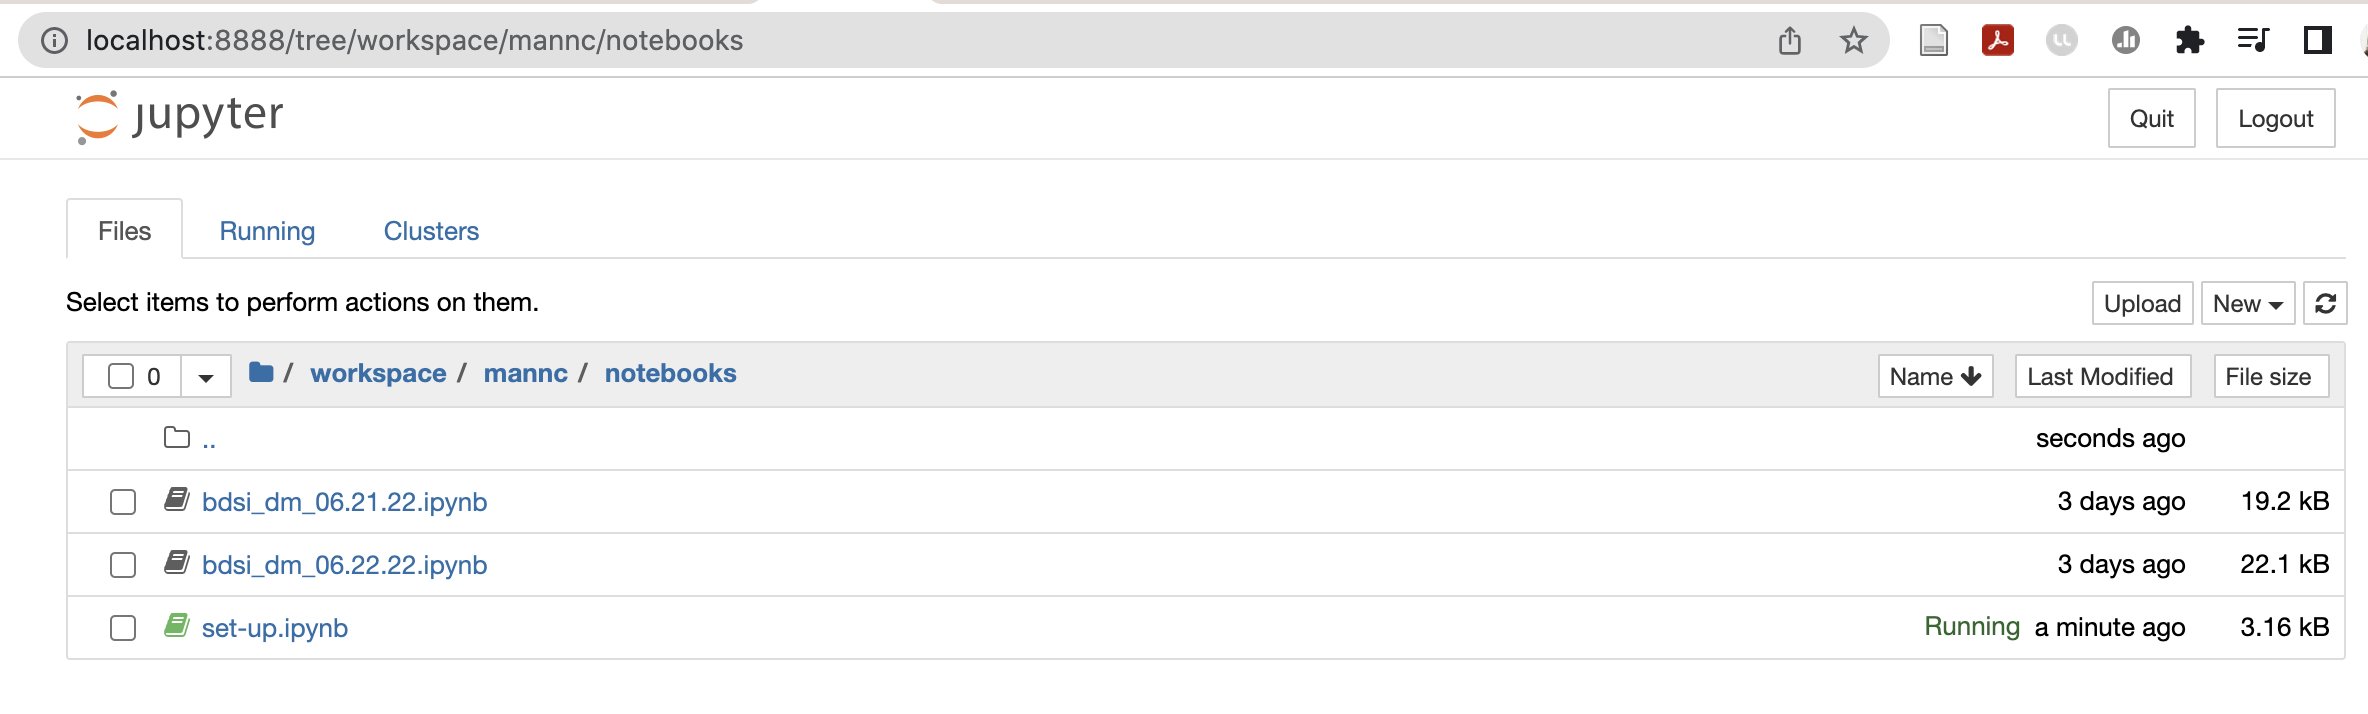 localhost:8888/tree/workspace/mannc/notebooks
jupyter
Quit
Logout
Files
Running
Clusters
Select items to perform actions on them.
Upload
New
0
/ workspace / mannc / notebooks
Name
Last Modified
File size
..
seconds ago
bdsi_dm_06.21.22.ipynb
3 days ago
19.2 kB
bdsi_dm_06.22.22.ipynb
3 days ago
22.1 kB
set-up.ipynb
Running
a minute ago
3.16 kB